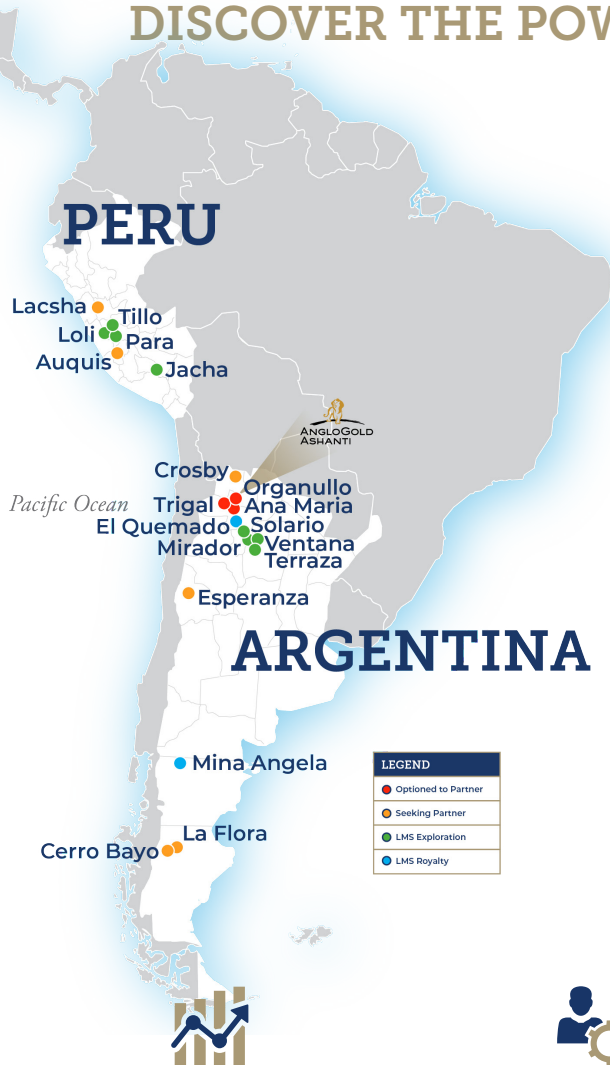 DISCOVER THE POW
PERU
Lacsha
Tillo
Loli
Para
Auquis
Jacha
ANGLOGOLD
ASHANTI
Crosby
Organullo
Pacific Ocean
Trigal
Ana Maria
El Quemado
Solario
Mirador
Ventana
Terraza
Esperanza
ARGENTINA
Mina Angela
LEGEND
Optioned to Partner
Seeking Partner
LMS Exploration
LMS Royalty
La Flora
Cerro Bayo